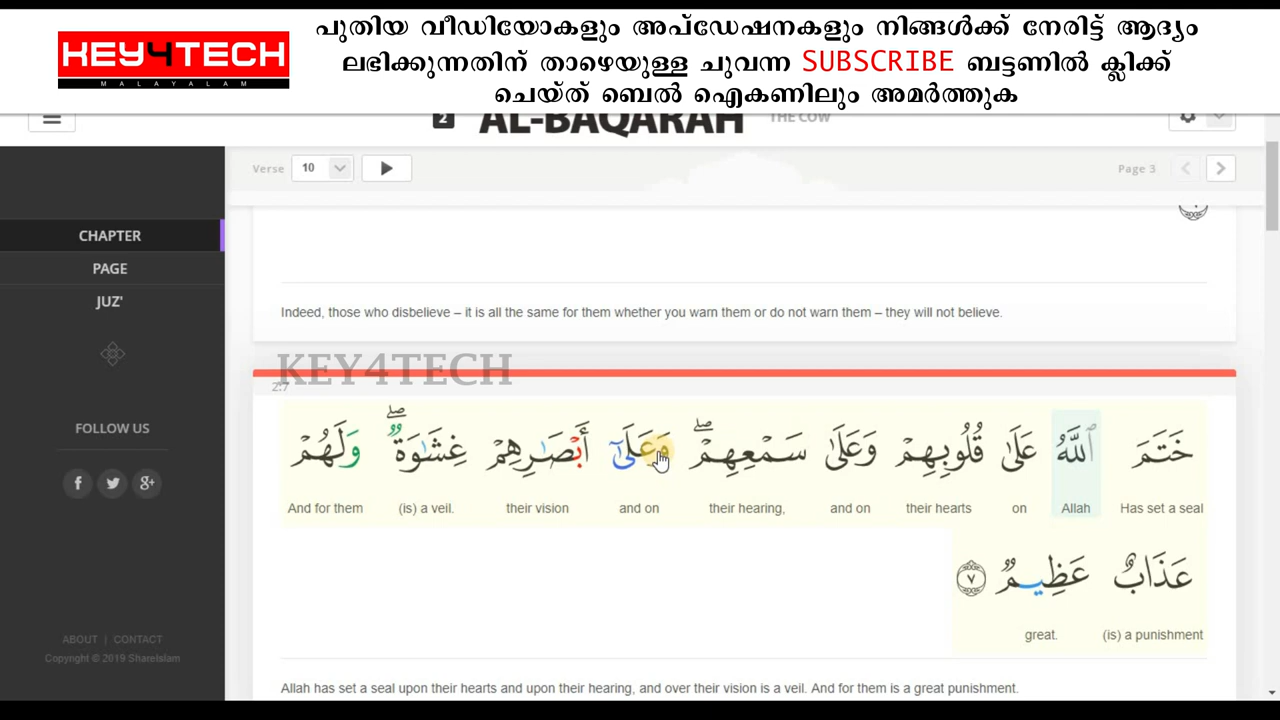 പുതിയ വീഡിയോകളും അപ്ഡേഷനകളും നിങ്ങൾക്ക് നേരിട്ട് ആദ്യം
ലഭിക്കുന്നതിന് താഴെയുള്ള ചുവന്ന SUBSCRIBE ബട്ടണിൽ ക്ലിക്ക്
ചെയ്ത് ബെൽ ഐകണിലും അമർത്തുക
KEY4TECH
MALAYALAM
2 AL-BAQARAH THE COW
Verse 10
Page 3
CHAPTER
PAGE
JUZ'
FOLLOW US
ABOUT | CONTACT
Copyright © 2019 ShareIslam
Indeed, those who disbelieve – it is all the same for them whether you warn them or do not warn them – they will not believe.
KEY4TECH
2:7
خَتَمَ ٱللَّهُ عَلَىٰ قُلُوبِهِمْ وَعَلَىٰ سَمْعِهِمْ ۖ وَعَلَىٰٓ أَبْصَـٰرِهِمْ غِشَـٰوَةٌ ۖ وَلَهُمْ
Has set a seal Allah on their hearts and on their hearing, and on their vision (is) a veil. And for them
عَذَابٌ عَظِيمٌ ٧
(is) a punishment great.
Allah has set a seal upon their hearts and upon their hearing, and over their vision is a veil. And for them is a great punishment.